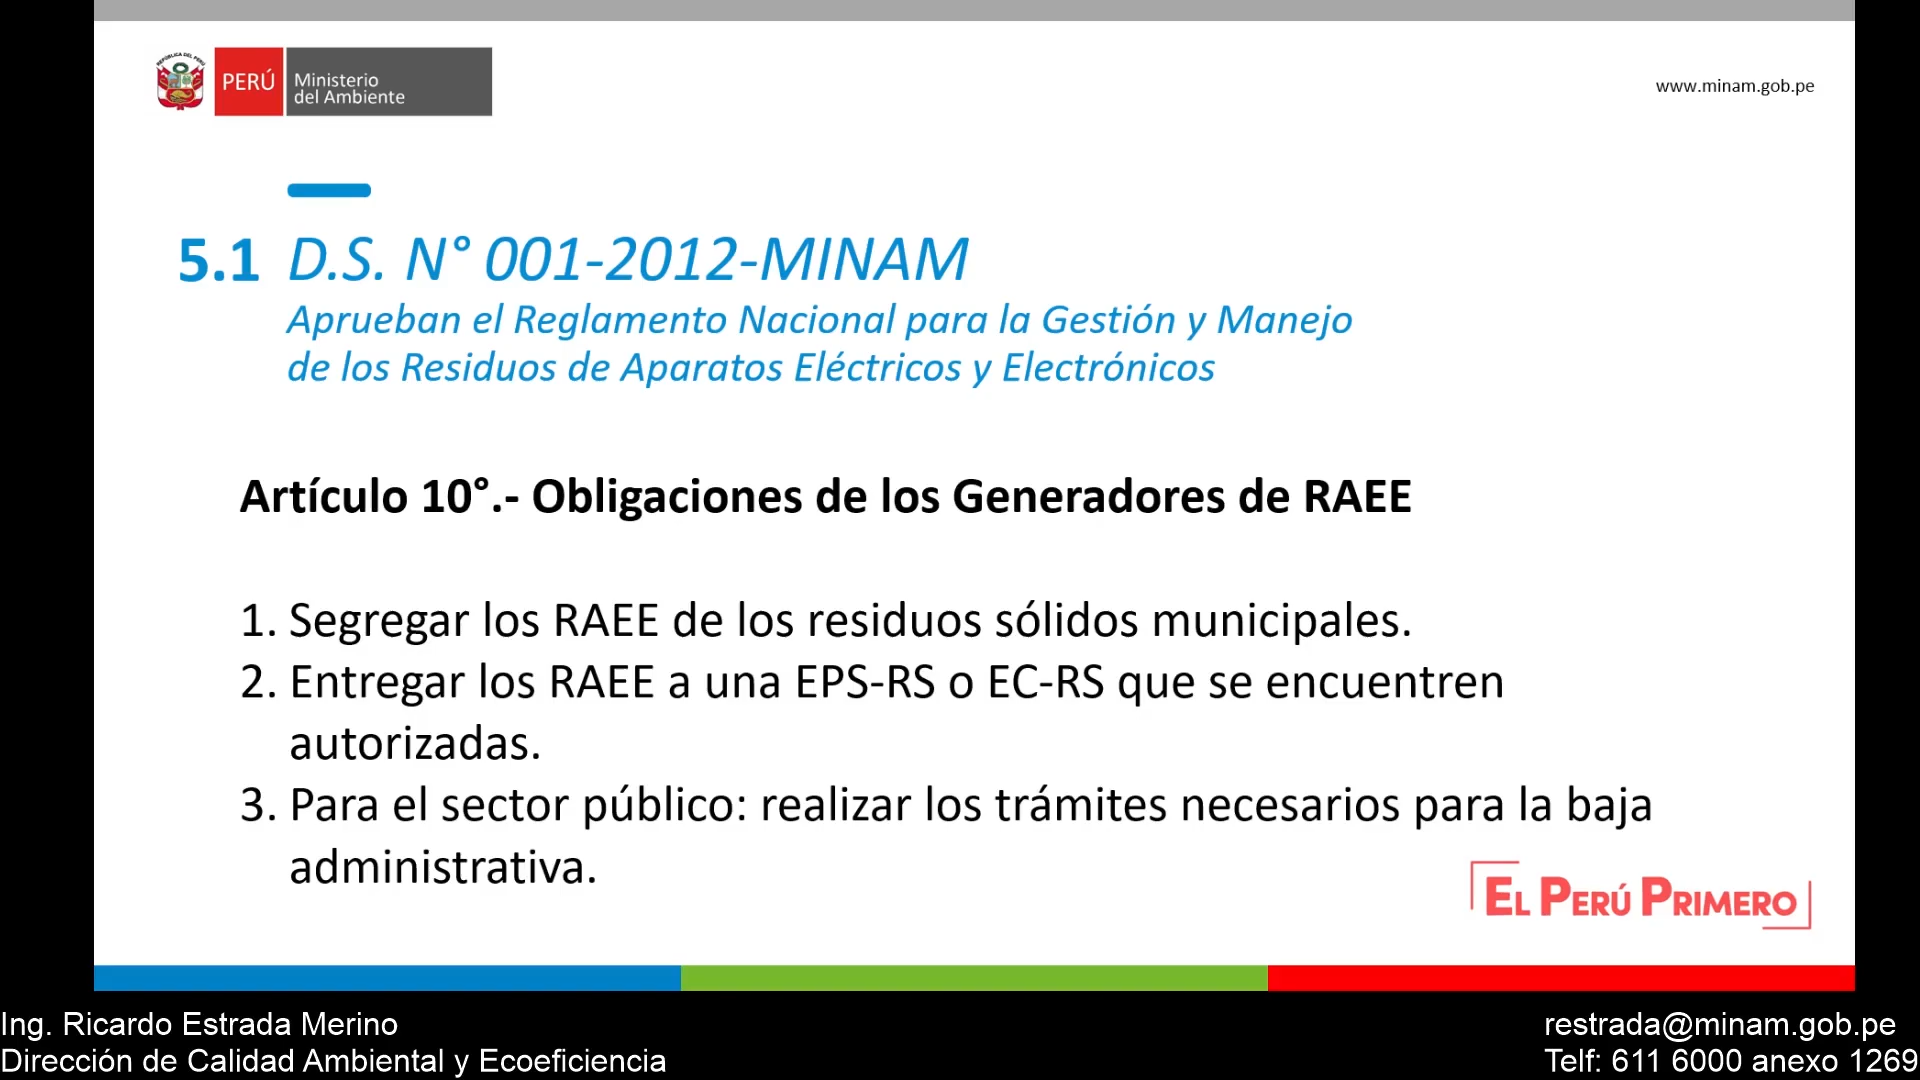 REPÚBLICA DEL PERÚ
PERÚ
Ministerio
del Ambiente
www.minam.gob.pe
5.1 D.S. N° 001-2012-MINAM
Aprueban el Reglamento Nacional para la Gestión y Manejo
de los Residuos de Aparatos Eléctricos y Electrónicos
Artículo 10°.- Obligaciones de los Generadores de RAEE
1. Segregar los RAEE de los residuos sólidos municipales.
2. Entregar los RAEE a una EPS-RS o EC-RS que se encuentren
autorizadas.
3. Para el sector público: realizar los trámites necesarios para la baja
administrativa.
EL PERÚ PRIMERO
Ing. Ricardo Estrada Merino
Dirección de Calidad Ambiental y Ecoeficiencia
restrada@minam.gob.pe
Telf: 611 6000 anexo 1269